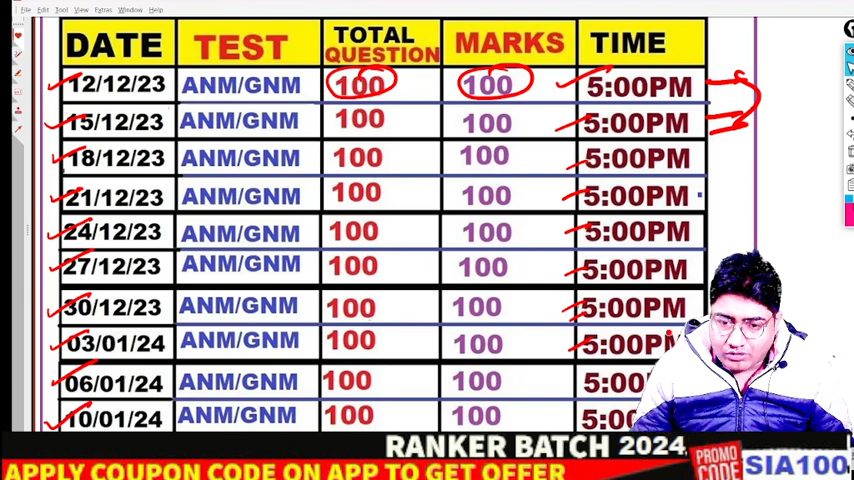 File Edit Tool View Extras Window Help
DATE TEST TOTAL QUESTION MARKS TIME
12/12/23 ANM/GNM 100 100 5:00PM
15/12/23 ANM/GNM 100 100 5:00PM
18/12/23 ANM/GNM 100 100 5:00PM
21/12/23 ANM/GNM 100 100 5:00PM
24/12/23 ANM/GNM 100 100 5:00PM
27/12/23 ANM/GNM 100 100 5:00PM
30/12/23 ANM/GNM 100 100 5:00PM
03/01/24 ANM/GNM 100 100 5:00PM
06/01/24 ANM/GNM 100 100 5:00
10/01/24 ANM/GNM 100 100 5:0
RANKER BATCH 2024
APPLY COUPON CODE ON APP TO GET OFFER
PROMO CODE
SIA100